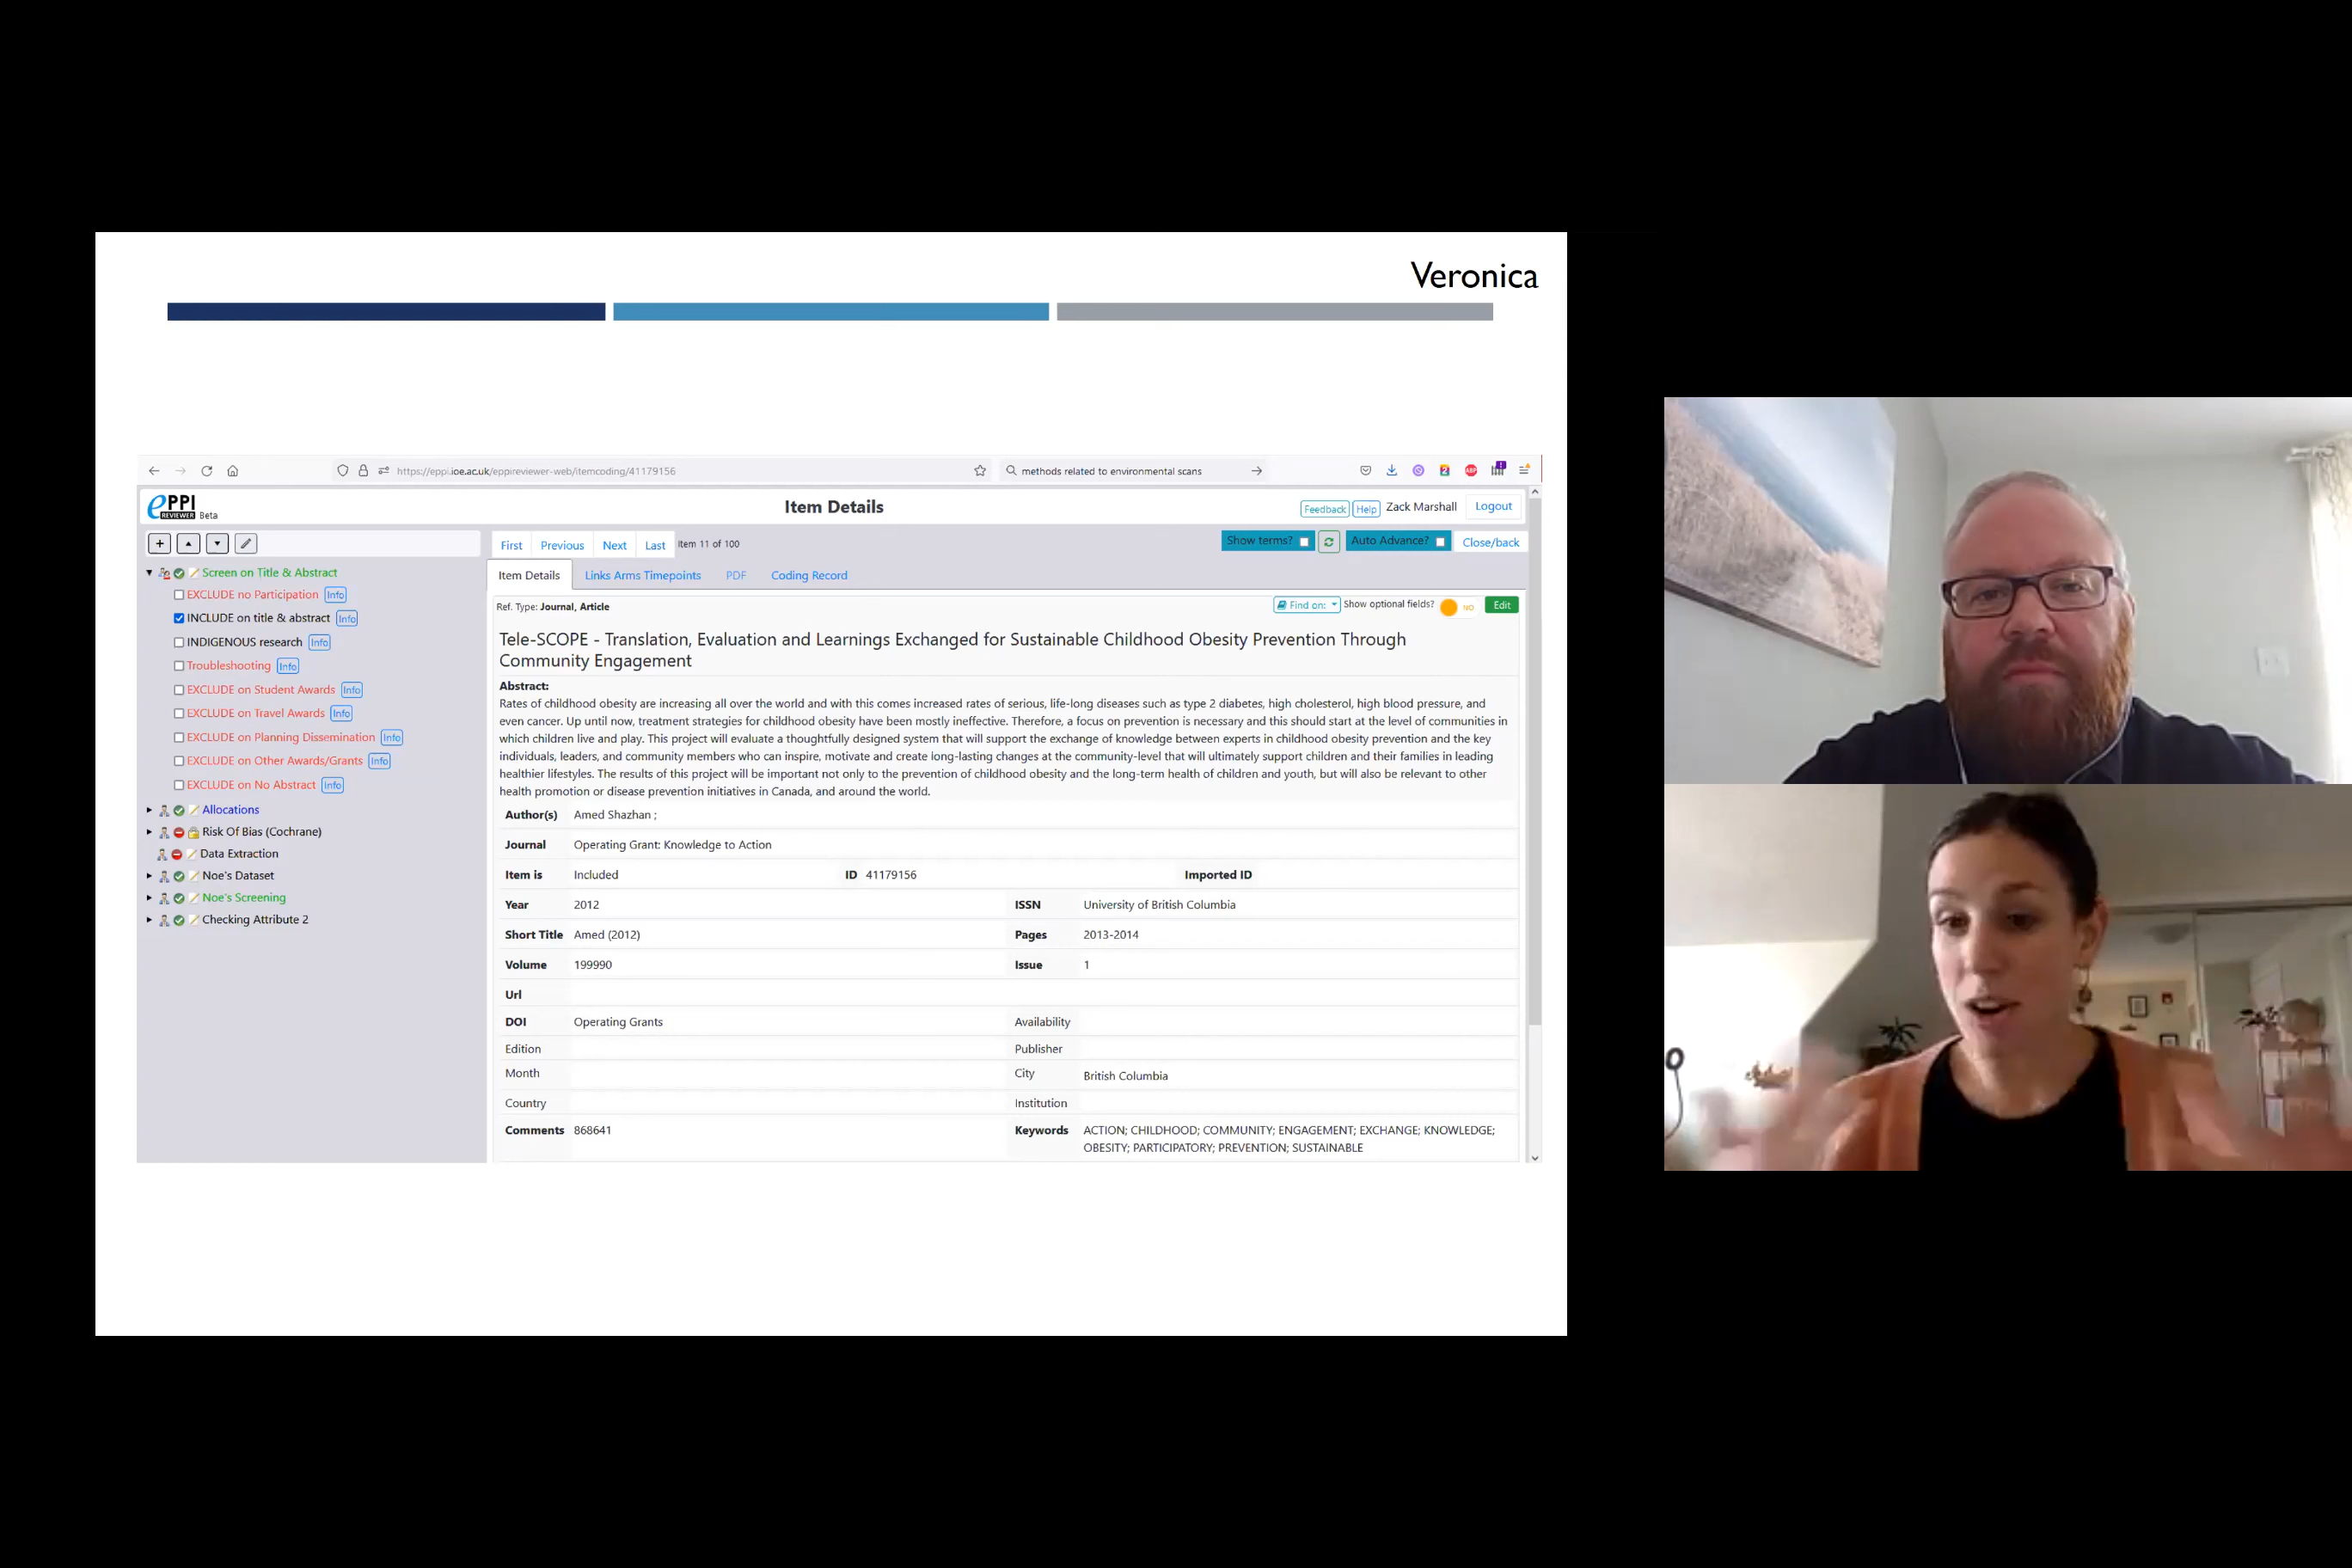 Veronica
https://eppi.ioe.ac.uk/eppireviewer-web/itemcoding/41179156
methods related to environmental scans
ePPI
REVIEWER Beta
Item Details
Feedback Help Zack Marshall Logout
First Previous Next Last Item 11 of 100
Show terms? Auto Advance? Close/back
Screen on Title & Abstract
EXCLUDE no Participation Info
INCLUDE on title & abstract Info
INDIGENOUS research Info
Troubleshooting Info
EXCLUDE on Student Awards Info
EXCLUDE on Travel Awards Info
EXCLUDE on Planning Dissemination Info
EXCLUDE on Other Awards/Grants Info
EXCLUDE on No Abstract Info
Allocations
Risk Of Bias (Cochrane)
Data Extraction
Noe's Dataset
Noe's Screening
Checking Attribute 2
Item Details Links Arms Timepoints PDF Coding Record
Ref. Type: Journal, Article
Find on: Show optional fields? NO Edit
Tele-SCOPE - Translation, Evaluation and Learnings Exchanged for Sustainable Childhood Obesity Prevention Through
Community Engagement
Abstract:
Rates of childhood obesity are increasing all over the world and with this comes increased rates of serious, life-long diseases such as type 2 diabetes, high cholesterol, high blood pressure, and
even cancer. Up until now, treatment strategies for childhood obesity have been mostly ineffective. Therefore, a focus on prevention is necessary and this should start at the level of communities in
which children live and play. This project will evaluate a thoughtfully designed system that will support the exchange of knowledge between experts in childhood obesity prevention and the key
individuals, leaders, and community members who can inspire, motivate and create long-lasting changes at the community-level that will ultimately support children and their families in leading
healthier lifestyles. The results of this project will be important not only to the prevention of childhood obesity and the long-term health of children and youth, but will also be relevant to other
health promotion or disease prevention initiatives in Canada, and around the world.
Author(s) Amed Shazhan ;
Journal Operating Grant: Knowledge to Action
Item is Included ID 41179156 Imported ID
Year 2012 ISSN University of British Columbia
Short Title Amed (2012) Pages 2013-2014
Volume 199990 Issue 1
Url
DOI Operating Grants Availability
Edition Publisher
Month City British Columbia
Country Institution
Comments 868641 Keywords ACTION; CHILDHOOD; COMMUNITY; ENGAGEMENT; EXCHANGE; KNOWLEDGE;
OBESITY; PARTICIPATORY; PREVENTION; SUSTAINABLE